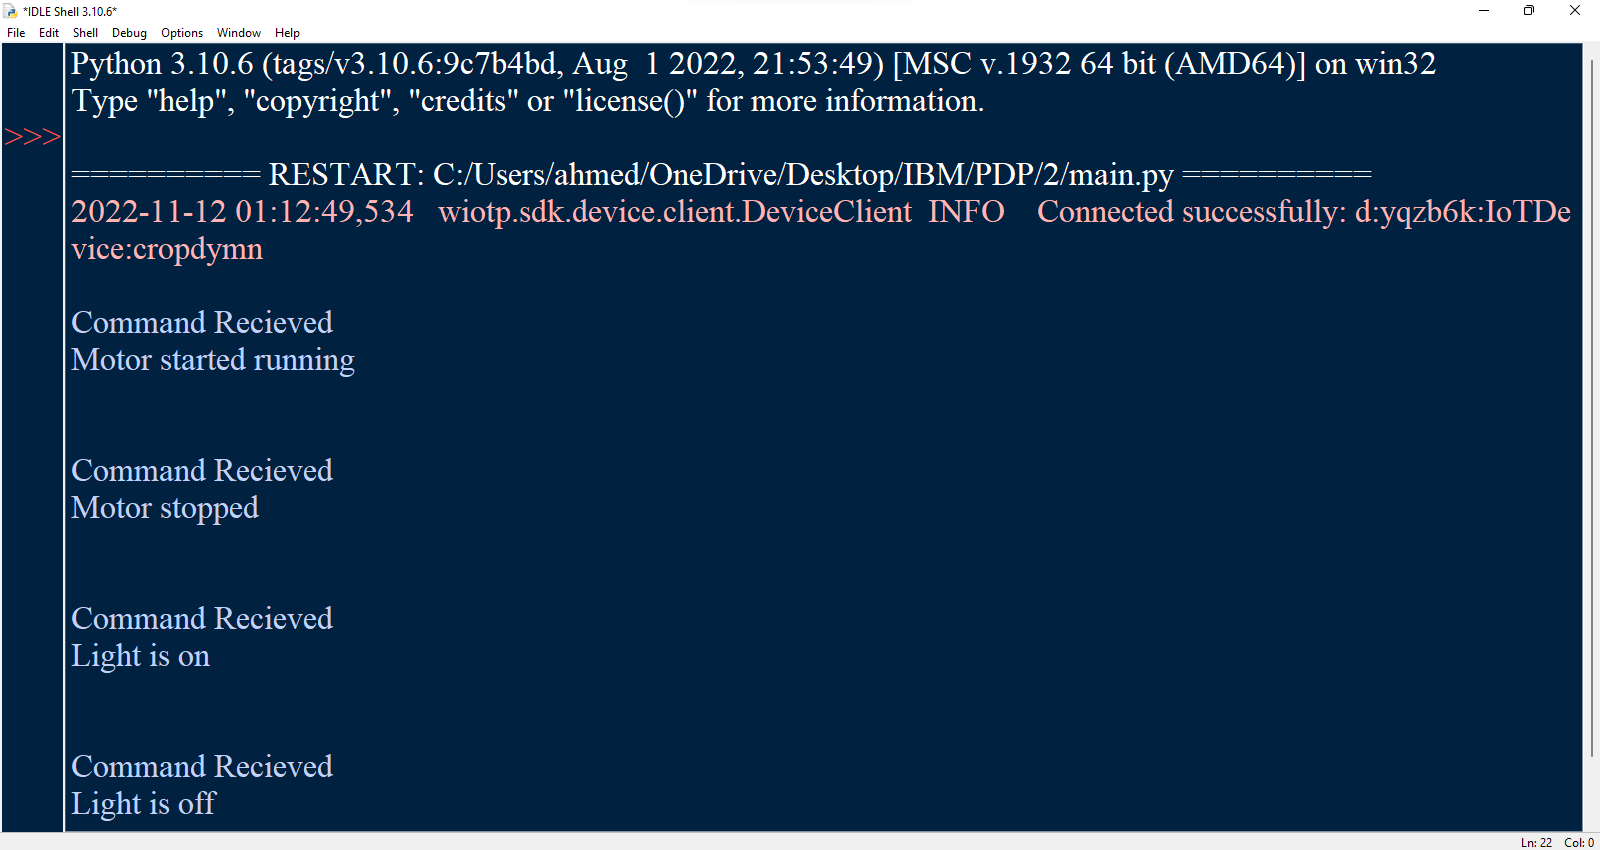 *IDLE Shell 3.10.6*
File Edit Shell Debug Options Window Help
Python 3.10.6 (tags/v3.10.6:9c7b4bd, Aug  1 2022, 21:53:49) [MSC v.1932 64 bit (AMD64)] on win32
Type "help", "copyright", "credits" or "license()" for more information.
>>>
========== RESTART: C:/Users/ahmed/OneDrive/Desktop/IBM/PDP/2/main.py ==========
2022-11-12 01:12:49,534   wiotp.sdk.device.client.DeviceClient  INFO    Connected successfully: d:yqzb6k:IoTDe
vice:cropdymn
Command Recieved
Motor started running
Command Recieved
Motor stopped
Command Recieved
Light is on
Command Recieved
Light is off
Ln: 22 Col: 0